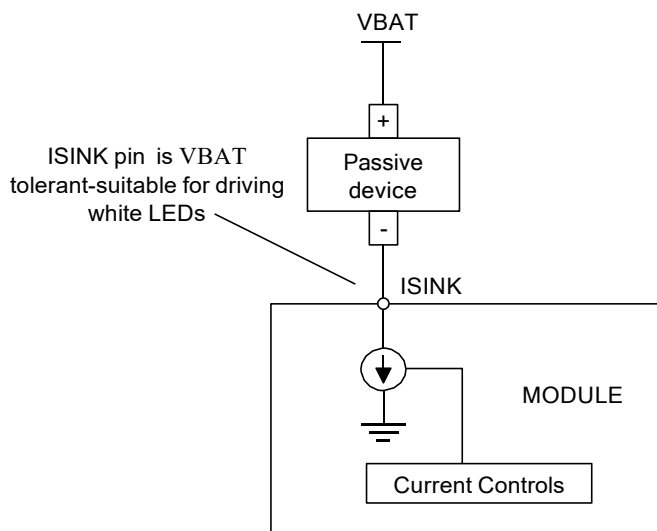 VBAT
+
Passive
device
-
ISINK pin is VBAT
tolerant-suitable for driving
white LEDs
ISINK
MODULE
Current Controls